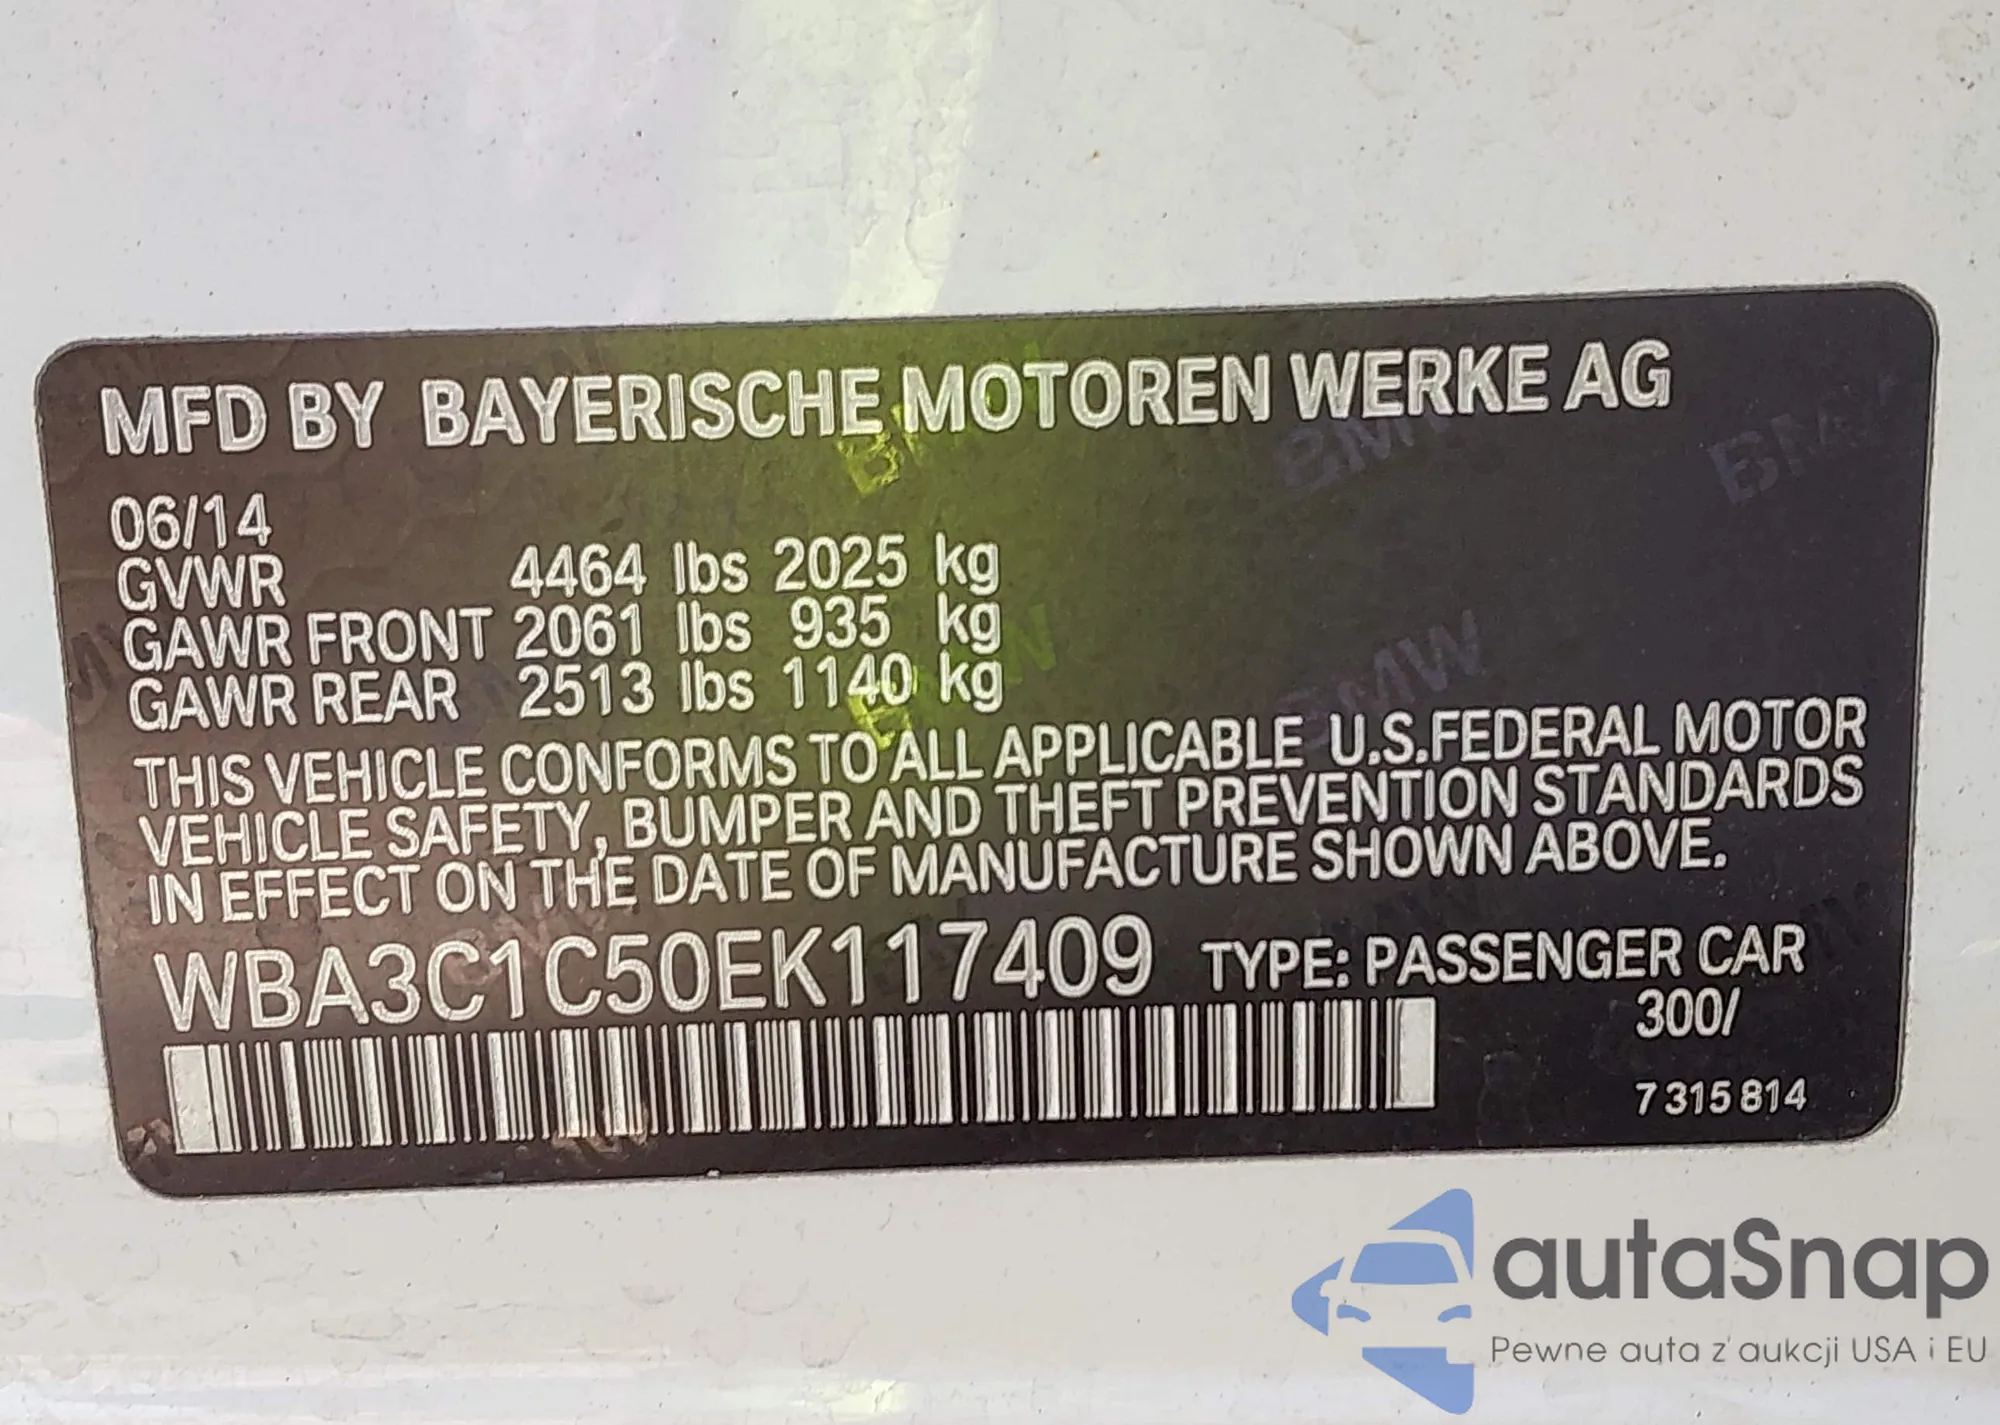 MFD BY BAYERISCHE MOTOREN WERKE AG
06/14
GVWR 4464 lbs 2025 kg
GAWR FRONT 2061 lbs 935 kg
GAWR REAR 2513 lbs 1140 kg
THIS VEHICLE CONFORMS TO ALL APPLICABLE U.S.FEDERAL MOTOR
VEHICLE SAFETY, BUMPER AND THEFT PREVENTION STANDARDS
IN EFFECT ON THE DATE OF MANUFACTURE SHOWN ABOVE.
WBA3C1C50EK117409 TYPE: PASSENGER CAR
300/
7 315 814
autaSnap
Pewne auta z aukcji USA i EU